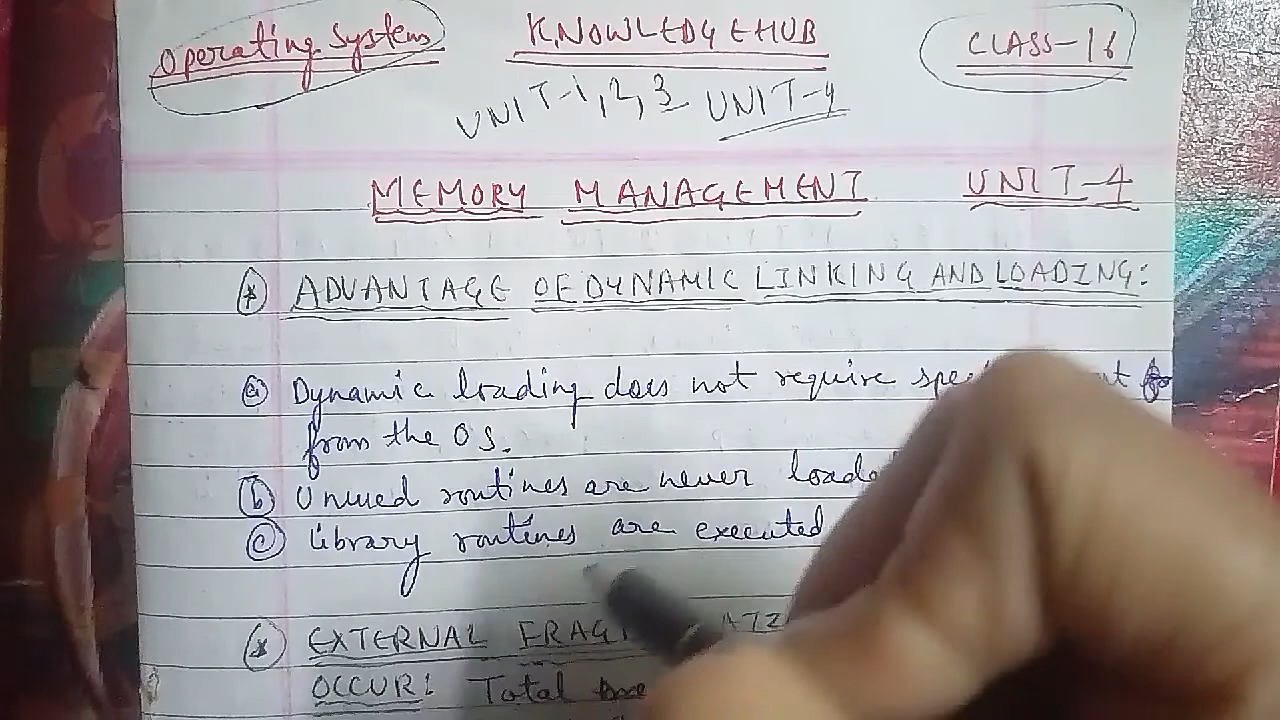 Operating System KNOWLEDGEHUB CLASS-16
UNIT-1,2,3 UNIT-4
MEMORY MANAGEMENT UNIT-4
* ADVANTAGE OF DYNAMIC LINKING AND LOADING:
a Dynamic loading does not require
from the OS.
b Unused routines are never
c Library routines are executed
* EXTERNAL
OCCUR: Total